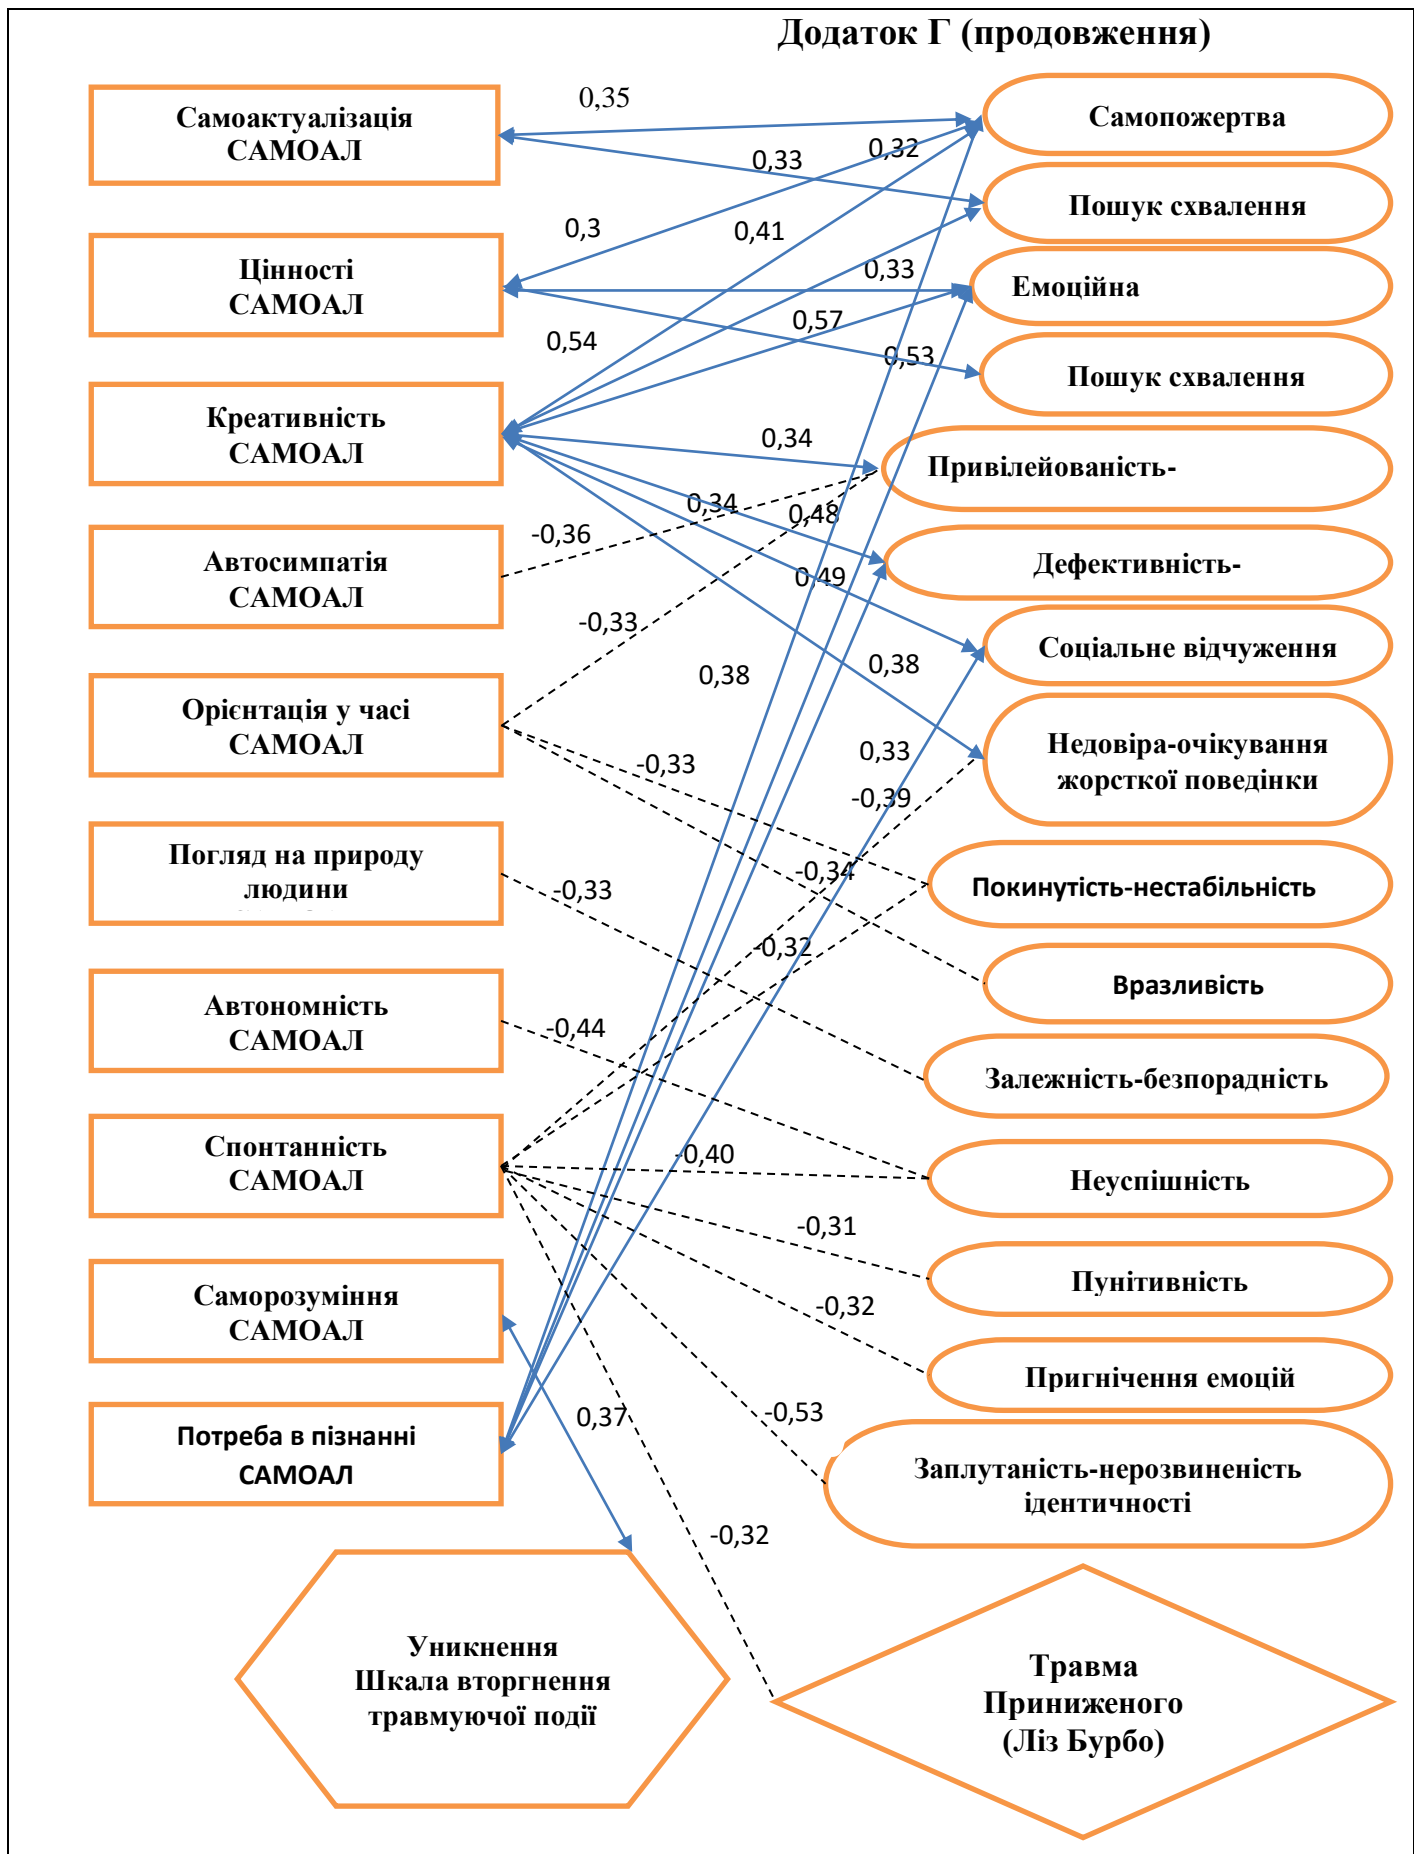 Додаток Г (продовження)
Самоактуалізація
САМОАЛ
0,35
Самопожертва
0,32
0,33
Пошук схвалення
0,3
0,41
Цінності
САМОАЛ
0,33
Емоційна
0,54
0,57
0,53
Пошук схвалення
Креативність
САМОАЛ
0,34
Привілейованість-
0,34
0,48
-0,36
Автосимпатія
САМОАЛ
Дефективність-
0,49
-0,33
Соціальне відчуження
0,38
0,38
Орієнтація у часі
САМОАЛ
0,33
-0,33
-0,39
Недовіра-очікування
жорсткої поведінки
Погляд на природу
людини
-0,33
-0,34
Покинутість-нестабільність
-0,32
Вразливість
Автономність
САМОАЛ
-0,44
Залежність-безпорадність
Спонтанність
САМОАЛ
-0,40
Неуспішність
-0,31
Пунітивність
Саморозуміння
САМОАЛ
-0,32
Пригнічення емоцій
0,37
-0,53
Потреба в пізнанні
САМОАЛ
Заплутаність-нерозвиненість
ідентичності
-0,32
Уникнення
Шкала вторгнення
травмуючої події
Травма
Приниженого
(Ліз Бурбо)